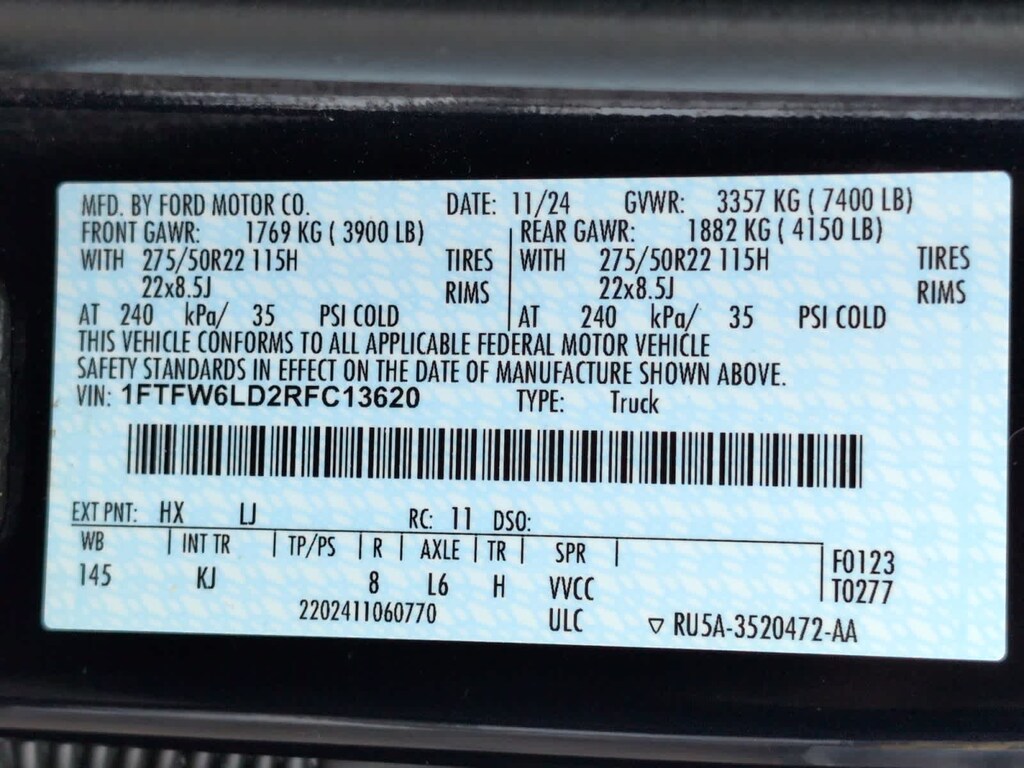 MFD. BY FORD MOTOR CO. DATE: 11/24 GVWR: 3357 KG ( 7400 LB)
FRONT GAWR: 1769 KG ( 3900 LB) REAR GAWR: 1882 KG ( 4150 LB)
WITH 275/50R22 115H TIRES WITH 275/50R22 115H TIRES
22x8.5J RIMS 22x8.5J RIMS
AT 240 kPa/ 35 PSI COLD AT 240 kPa/ 35 PSI COLD
THIS VEHICLE CONFORMS TO ALL APPLICABLE FEDERAL MOTOR VEHICLE
SAFETY STANDARDS IN EFFECT ON THE DATE OF MANUFACTURE SHOWN ABOVE.
VIN: 1FTFW6LD2RFC13620 TYPE: Truck
EXT PNT: HX LJ RC: 11 DSO:
WB INT TR TP/PS R AXLE TR SPR F0123
145 KJ 8 L6 H VVCC T0277
2202411060770 ULC ▽ RU5A-3520472-AA